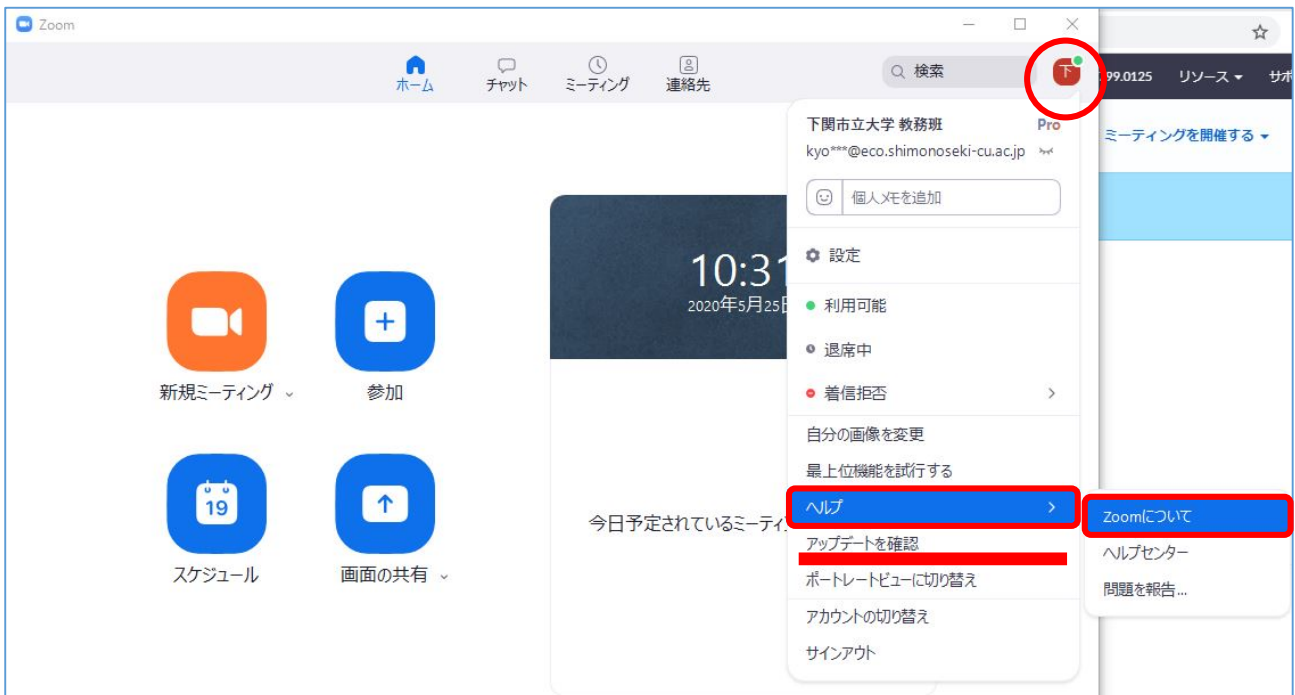 Zoom
ホーム
チャット
ミーティング
連絡先
検索
下
99.0125 リソース サポ
下関市立大学 教務班 Pro
kyo***@eco.shimonoseki-cu.ac.jp
ミーティングを開催する
個人メモを追加
10:31
2020年5月25日
設定
利用可能
退席中
着信拒否
新規ミーティング
参加
自分の画像を変更
最上位機能を試行する
ヘルプ
Zoomについて
19
今日予定されているミーティ
アップデートを確認
ヘルプセンター
スケジュール
画面の共有
ポートレートビューに切り替え
問題を報告...
アカウントの切り替え
サインアウト